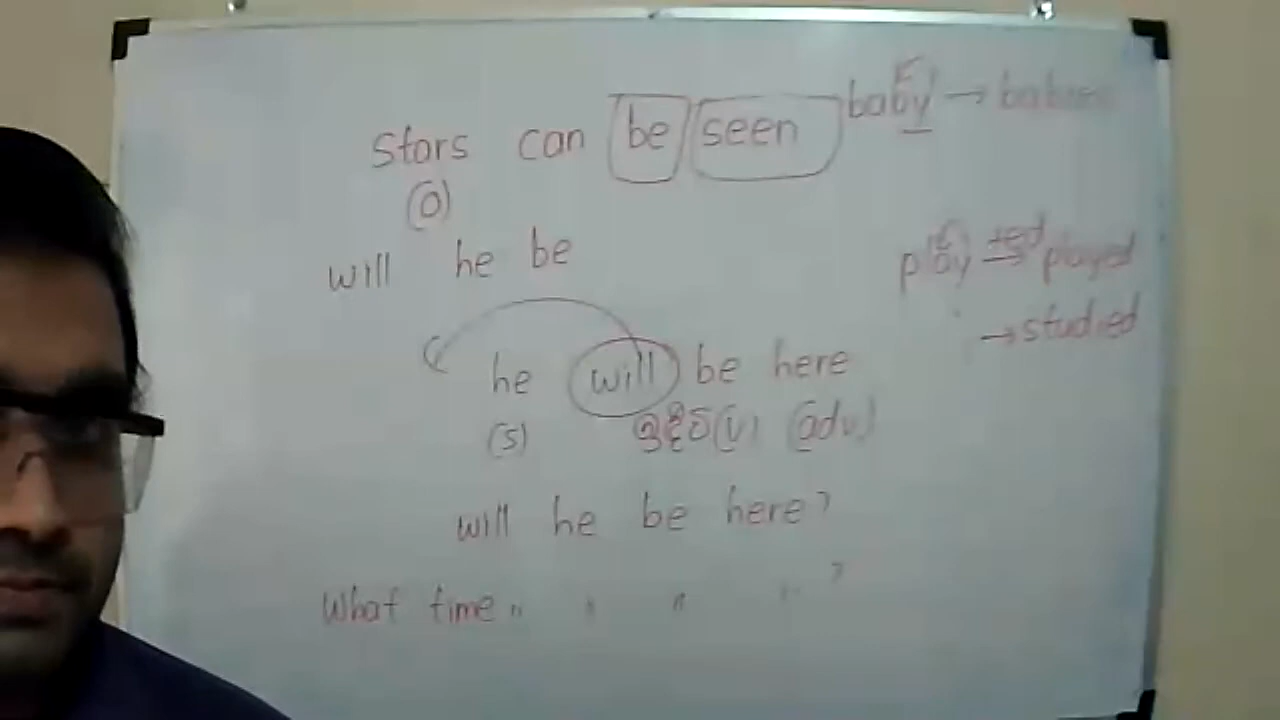 Stars can be seen
baby → babies
(o)
will he be
play +ed → played
→ studied
he will be here
(s) (v) (adv)
will he be here?
What time " " " " ?